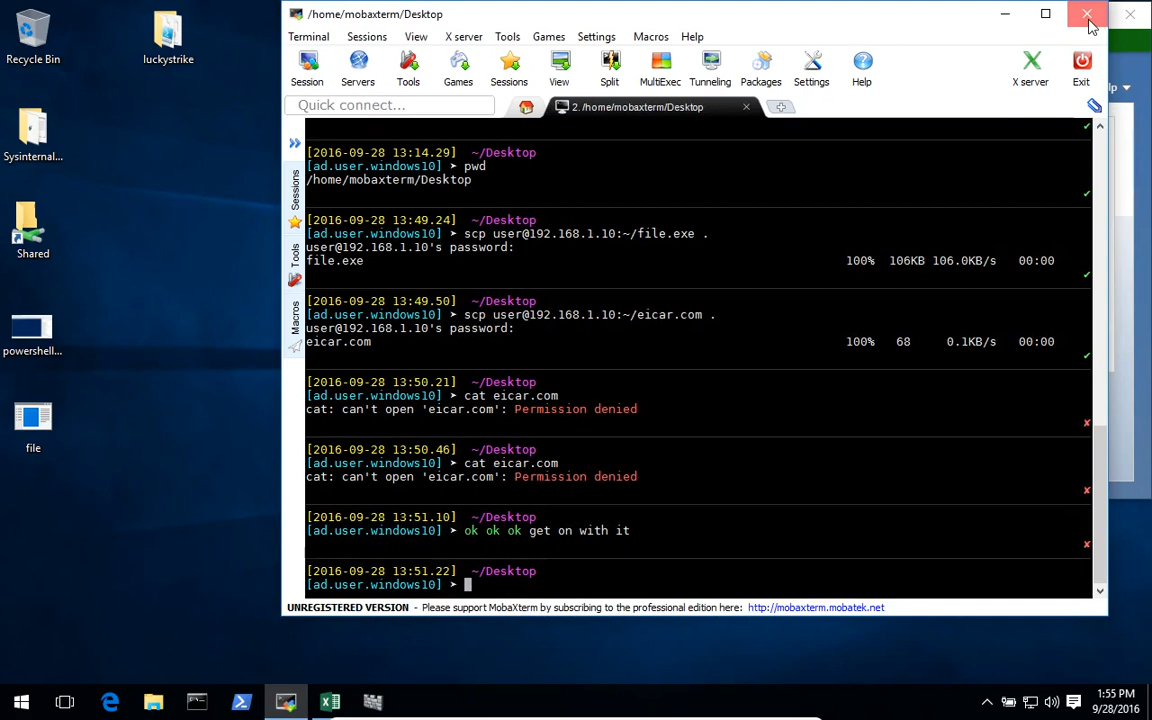 Recycle Bin
luckystrike
Sysinternal...
Shared
powershell...
file
/home/mobaxterm/Desktop
Terminal Sessions View X server Tools Games Settings Macros Help
Session Servers Tools Games Sessions View Split MultiExec Tunneling Packages Settings Help X server Exit
Quick connect...
2. /home/mobaxterm/Desktop
Sessions
Tools
Macros
[2016-09-28 13:14.29] ~/Desktop
[ad.user.windows10] ➤ pwd
/home/mobaxterm/Desktop
[2016-09-28 13:49.24] ~/Desktop
[ad.user.windows10] ➤ scp user@192.168.1.10:~/file.exe .
user@192.168.1.10's password:
file.exe 100% 106KB 106.0KB/s 00:00
[2016-09-28 13:49.50] ~/Desktop
[ad.user.windows10] ➤ scp user@192.168.1.10:~/eicar.com .
user@192.168.1.10's password:
eicar.com 100% 68 0.1KB/s 00:00
[2016-09-28 13:50.21] ~/Desktop
[ad.user.windows10] ➤ cat eicar.com
cat: can't open 'eicar.com': Permission denied
[2016-09-28 13:50.46] ~/Desktop
[ad.user.windows10] ➤ cat eicar.com
cat: can't open 'eicar.com': Permission denied
[2016-09-28 13:51.10] ~/Desktop
[ad.user.windows10] ➤ ok ok ok get on with it
[2016-09-28 13:51.22] ~/Desktop
[ad.user.windows10] ➤
UNREGISTERED VERSION - Please support MobaXterm by subscribing to the professional edition here: http://mobaxterm.mobatek.net
lp
1:55 PM
9/28/2016